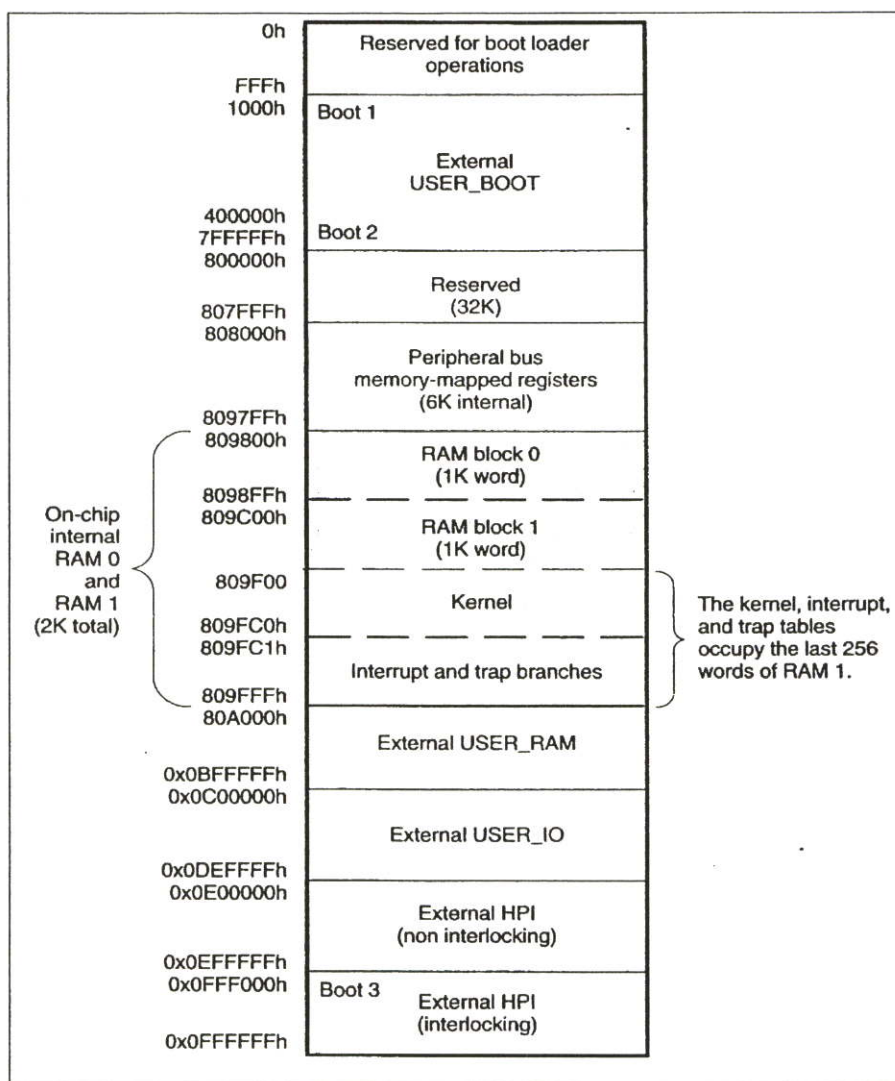 0h
Reserved for boot loader
operations
FFFh
1000h
Boot 1
External
USER_BOOT
400000h
7FFFFFh
Boot 2
800000h
Reserved
(32K)
807FFFh
808000h
Peripheral bus
memory-mapped registers
(6K internal)
8097FFh
809800h
RAM block 0
(1K word)
8098FFh
809C00h
On-chip
internal
RAM 0
and
RAM 1
(2K total)
RAM block 1
(1K word)
809F00
Kernel
809FC0h
809FC1h
Interrupt and trap branches
809FFFh
80A000h
The kernel, interrupt,
and trap tables
occupy the last 256
words of RAM 1.
External USER_RAM
0x0BFFFFFh
0x0C00000h
External USER_IO
0x0DEFFFFh
0x0E00000h
External HPI
(non interlocking)
0x0EFFFFFh
0x0FFF000h
Boot 3
External HPI
(interlocking)
0x0FFFFFFh